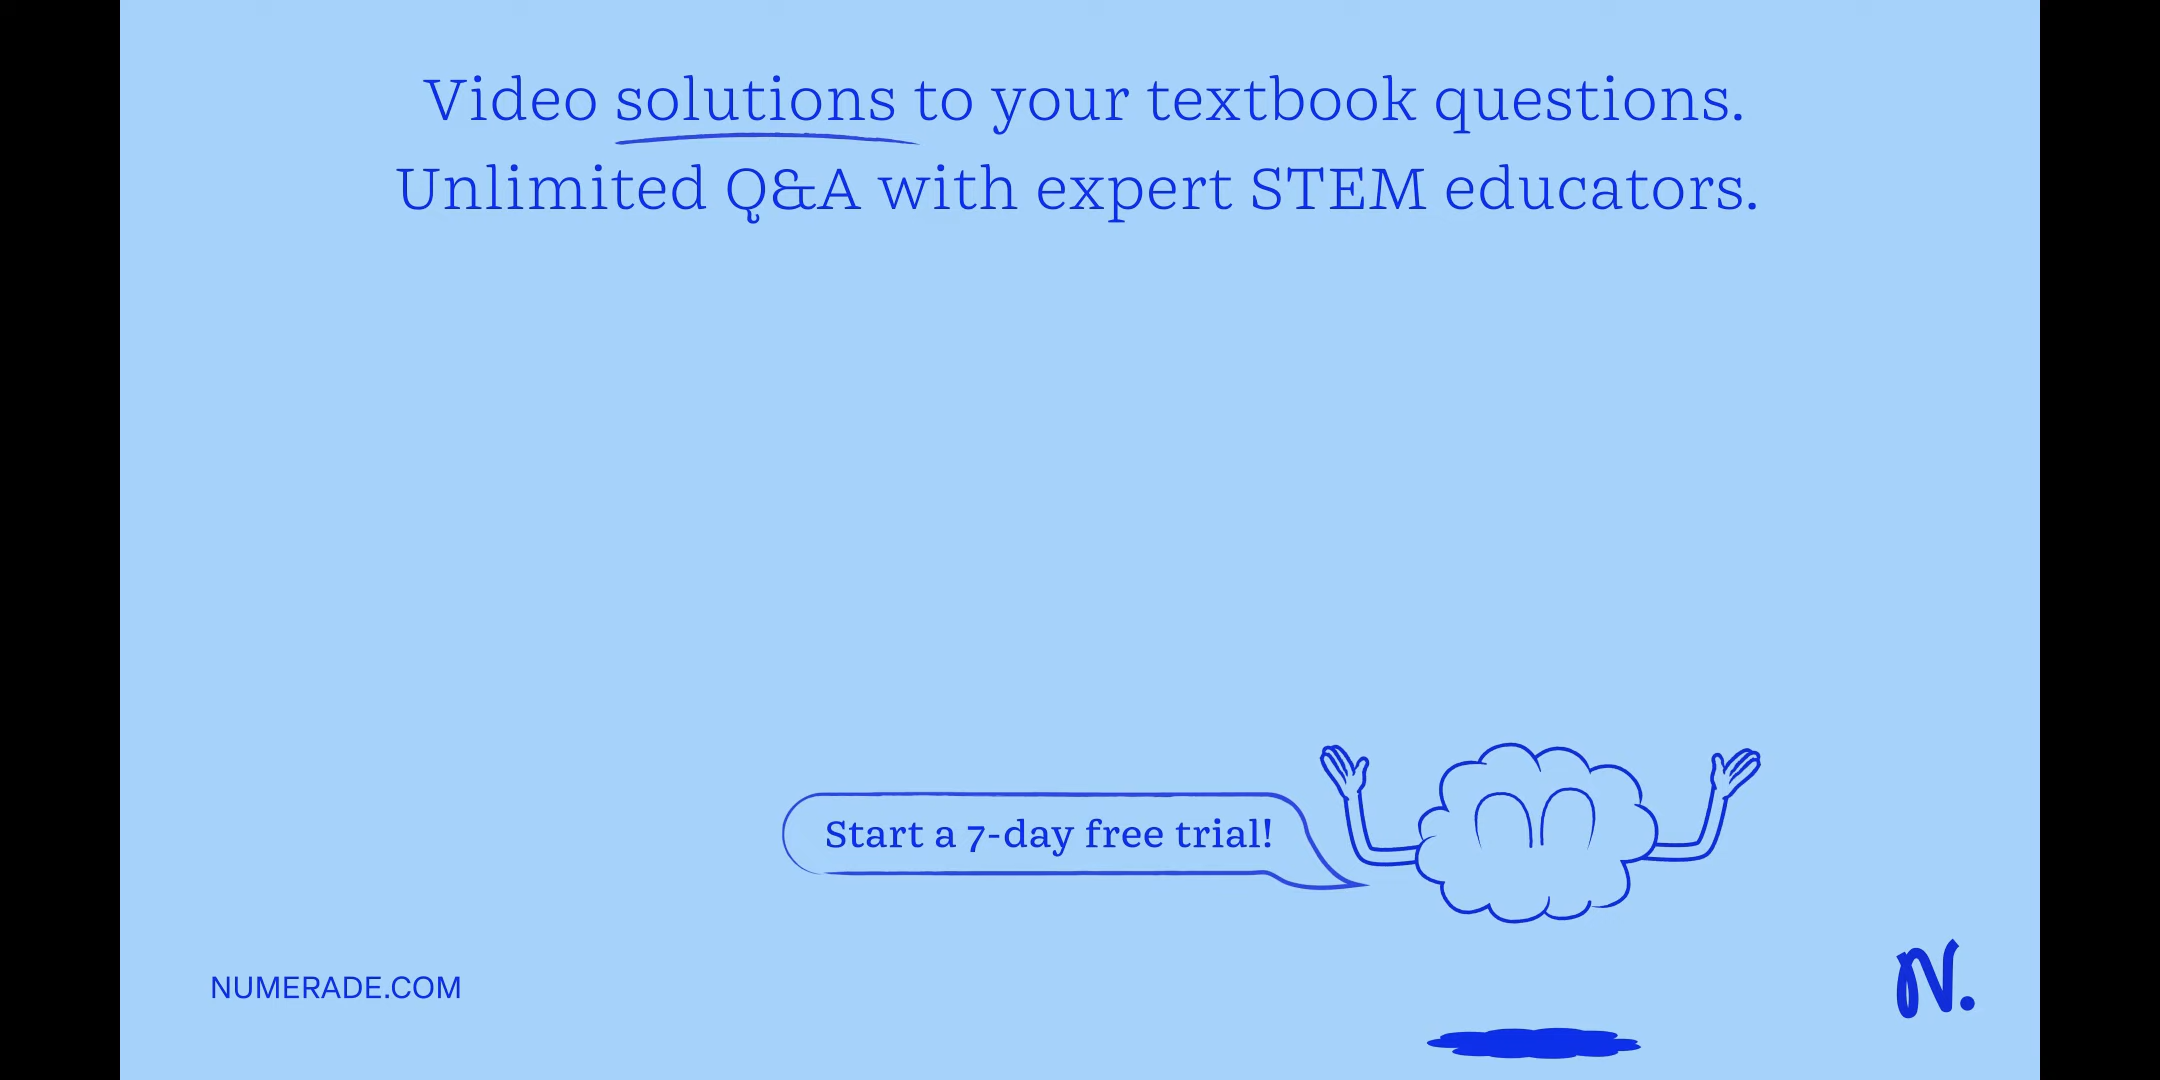 Video solutions to your textbook questions.
Unlimited Q&A with expert STEM educators.
Start a 7-day free trial!
NUMERADE.COM
N.